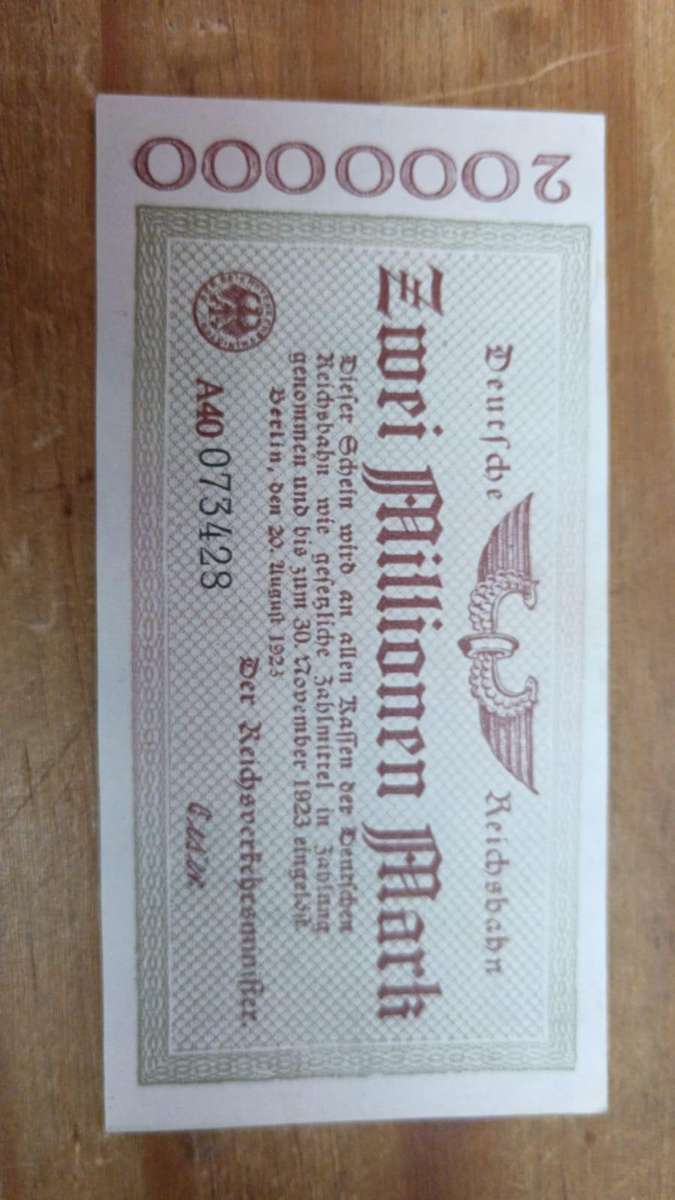 2000000
Deutſche Reichsbahn
Zwei Millionen Mark
Dieſer Schein wird an allen Kaſſen der Deutſchen
Reichsbahn wie geſetzliche Zahlmittel in Zahlung
genommen und bis zum 30. November 1923 eingelöſt.
Berlin, den 20. Auguſt 1923
Der Reichsverkehrsminiſter.
A40 073428